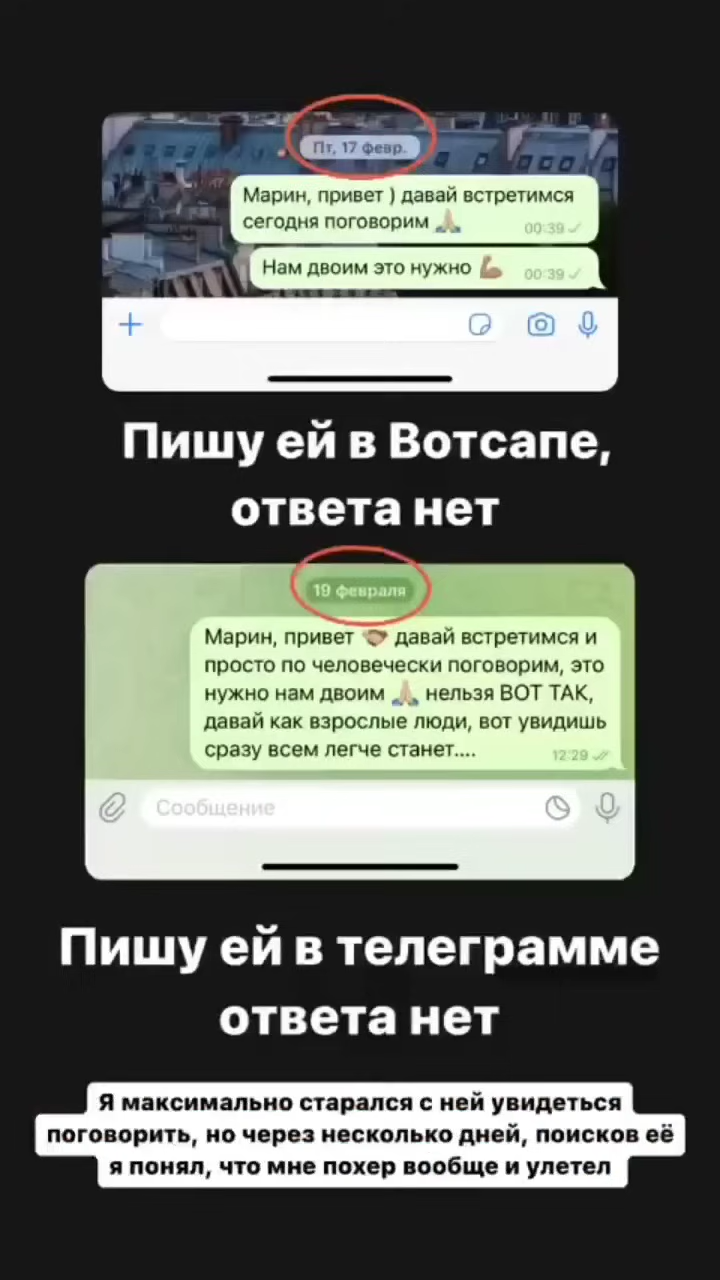 Пт, 17 февр.
Марин, привет ) давай встретимся
сегодня поговорим 🙏🏼
00:39 ✓
Нам двоим это нужно 💪🏽
00:39 ✓
Пишу ей в Вотсапе,
ответа нет
19 февраля
Марин, привет 🤝🏽 давай встретимся и
просто по человечески поговорим, это
нужно нам двоим 🙏🏼 нельзя ВОТ ТАК,
давай как взрослые люди, вот увидишь
сразу всем легче станет....
12:29 ✓✓
Сообщение
Пишу ей в телеграмме
ответа нет
Я максимально старался с ней увидеться
поговорить, но через несколько дней, поисков её
я понял, что мне похер вообще и улетел